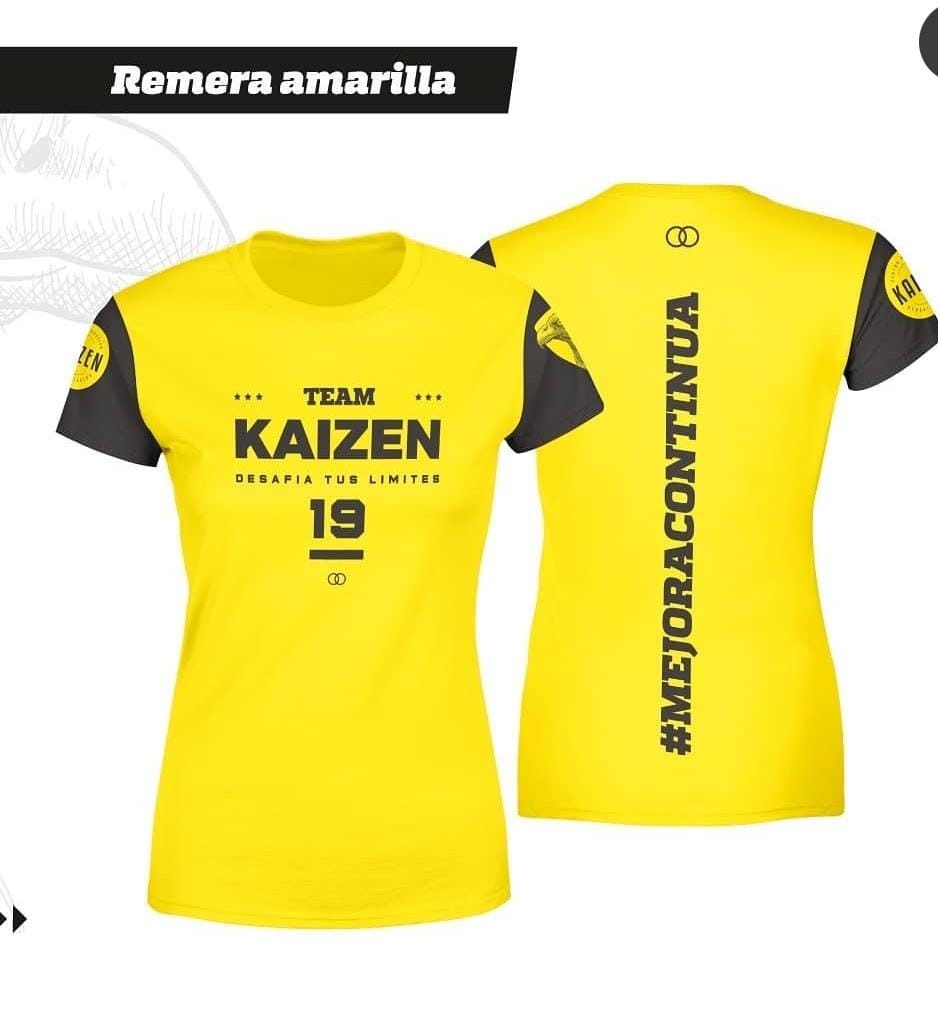 Remera amarilla
TEAM
KAIZEN
DESAFIA TUS LIMITES
19
#MEJORACONTINUA